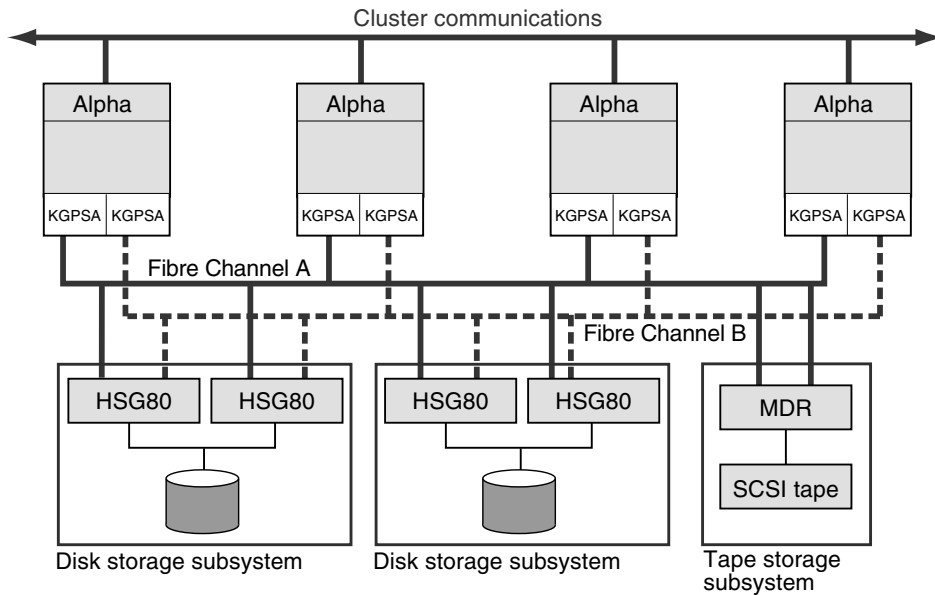 Cluster communications
Alpha
Alpha
Alpha
Alpha
KGPSA KGPSA
KGPSA KGPSA
KGPSA KGPSA
KGPSA KGPSA
Fibre Channel A
Fibre Channel B
HSG80
HSG80
HSG80
HSG80
MDR
SCSI tape
Disk storage subsystem
Disk storage subsystem
Tape storage
subsystem